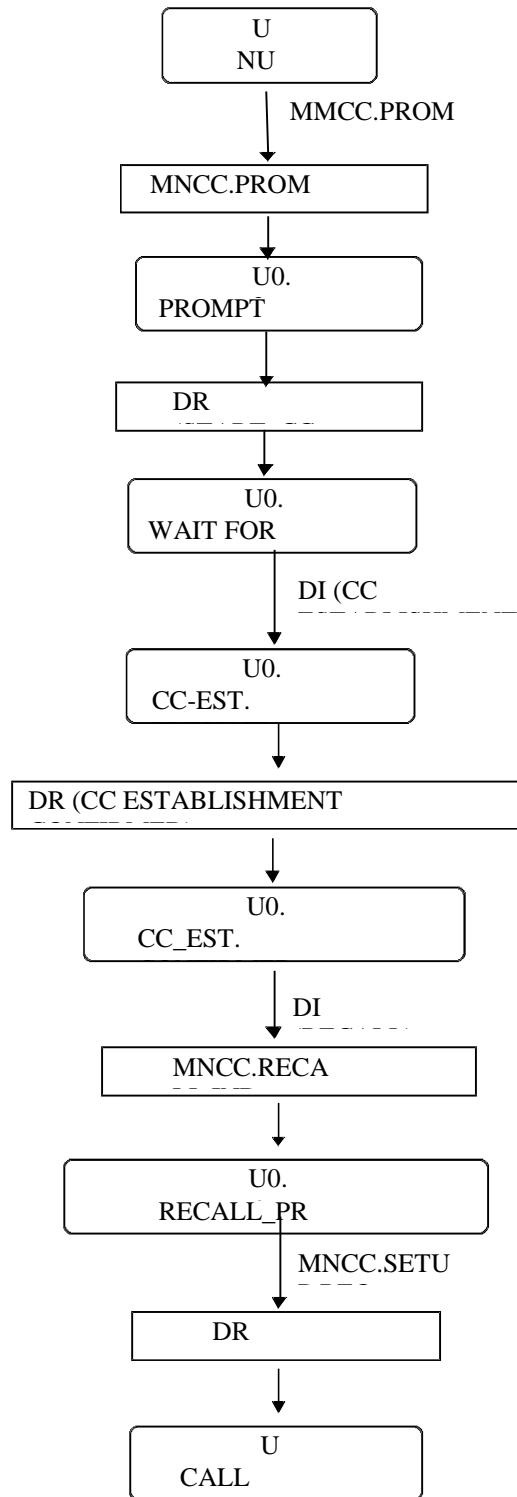 U
NU
MMCC.PROM
MNCC.PROM
U0.
PROMPT
DR
U0.
WAIT FOR
DI (CC
U0.
CC-EST.
DR (CC ESTABLISHMENT
U0.
CC_EST.
DI
MNCC.RECA
U0.
RECALL_PR
MNCC.SETU
DR
U
CALL